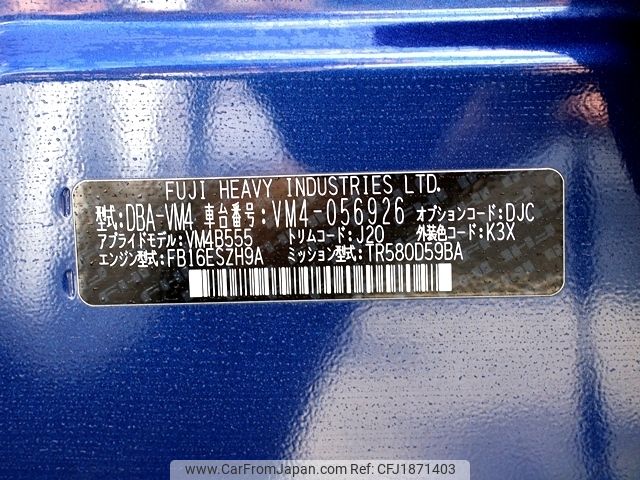 FUJI HEAVY INDUSTRIES LTD.
型式:DBA-VM4 車台番号:VM4-056926 オプションコード:DJC
アプライドモデル:VM4B555 トリムコード:J20 外装色コード:K3X
エンジン型式:FB16ESZH9A ミッション型式:TR580D59BA
www.carfromjapan.com Ref No. CFJ1871403